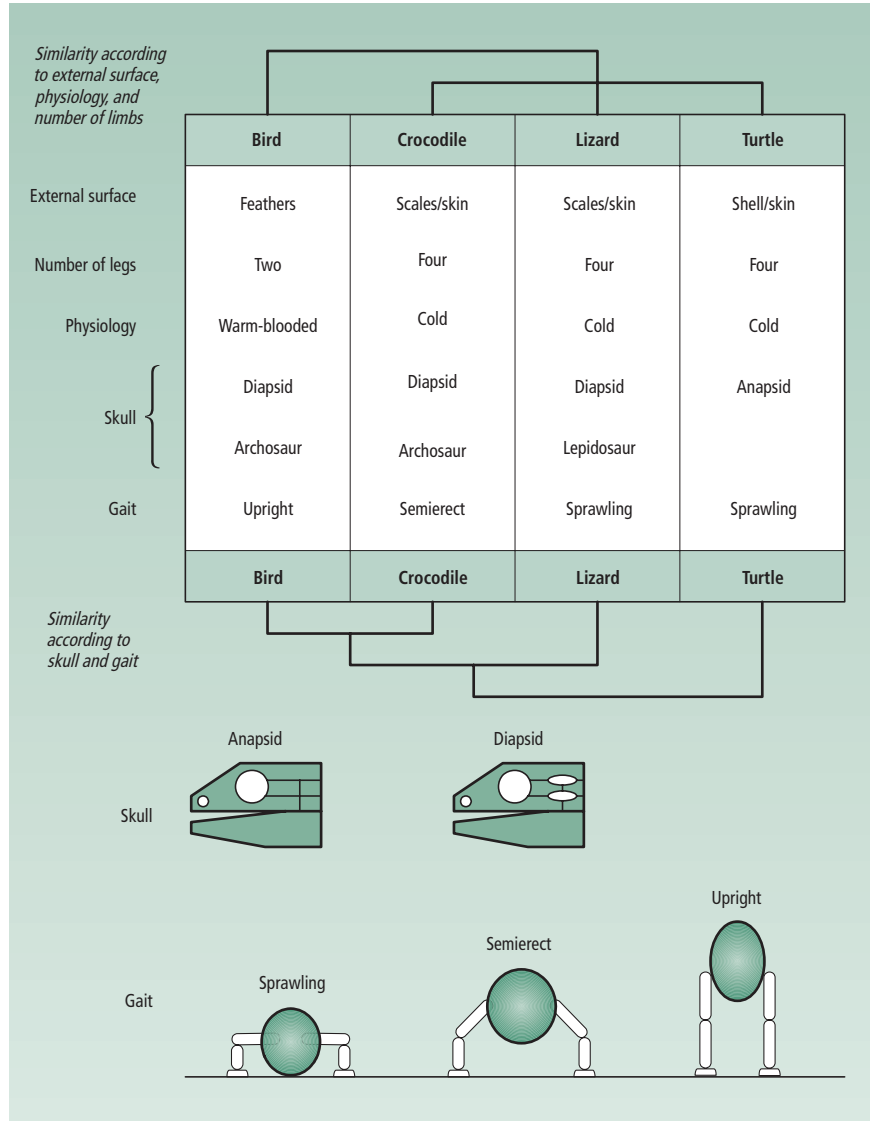 Similarity according
to external surface,
physiology, and
number of limbs
Bird Crocodile Lizard Turtle
External surface Feathers Scales/skin Scales/skin Shell/skin
Number of legs Two Four Four Four
Physiology Warm-blooded Cold Cold Cold
Skull Diapsid Diapsid Diapsid Anapsid
Archosaur Archosaur Lepidosaur
Gait Upright Semierect Sprawling Sprawling
Bird Crocodile Lizard Turtle
Similarity
according to
skull and gait
Anapsid Diapsid
Skull
Upright
Semierect
Sprawling
Gait